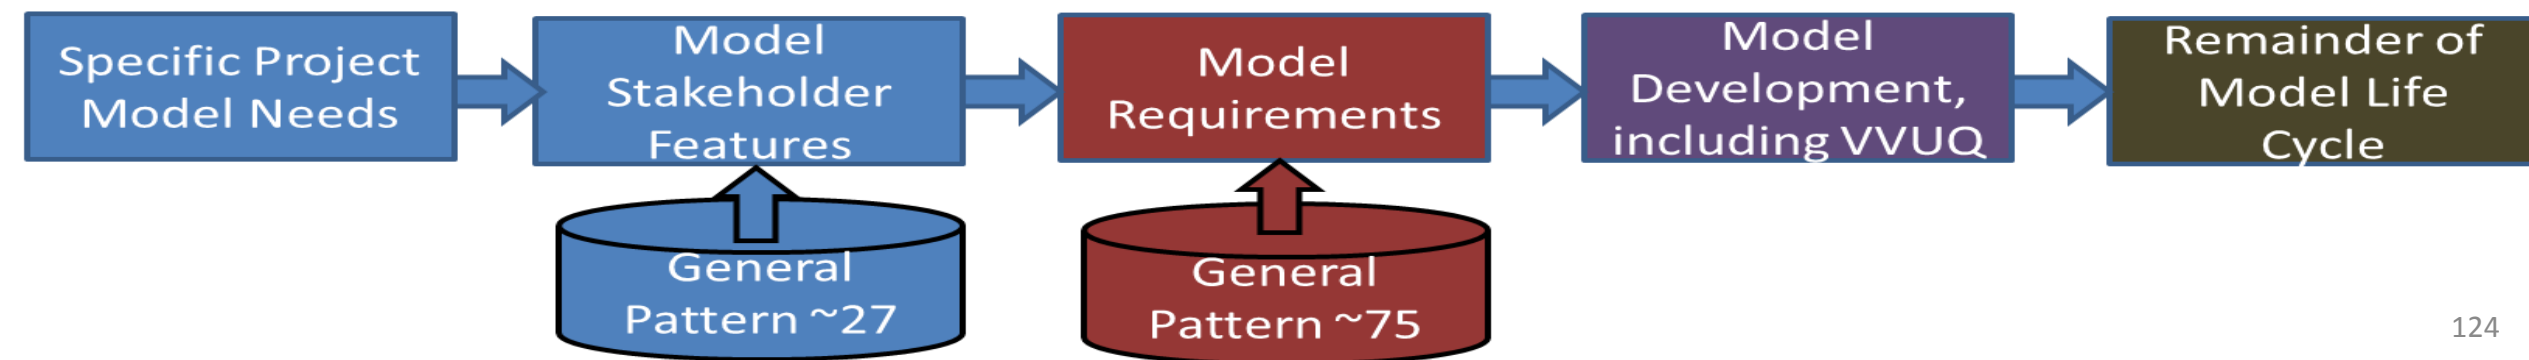 Specific Project
Model Needs
Model
Stakeholder
Features
Model
Requirements
Model
Development,
including VVUQ
Remainder of
Model Life
Cycle
General
Pattern ~27
General
Pattern ~75
124